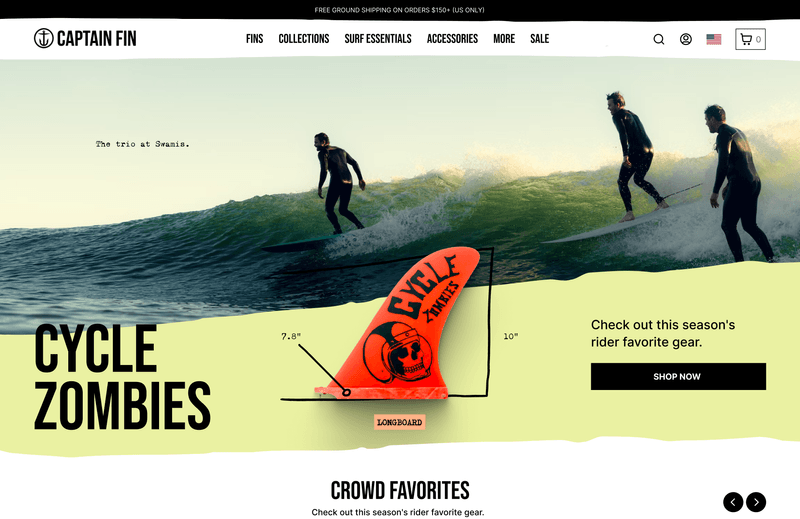 FREE GROUND SHIPPING ON ORDERS $150+ (US ONLY)
CAPTAIN FIN
FINS COLLECTIONS SURF ESSENTIALS ACCESSORIES MORE SALE
0
The trio at Swamis.
CYCLE
ZOMBIES
CYCLE
ZOMBIES
7.8"
10"
LONGBOARD
Check out this season's
rider favorite gear.
SHOP NOW
CROWD FAVORITES
Check out this season's rider favorite gear.